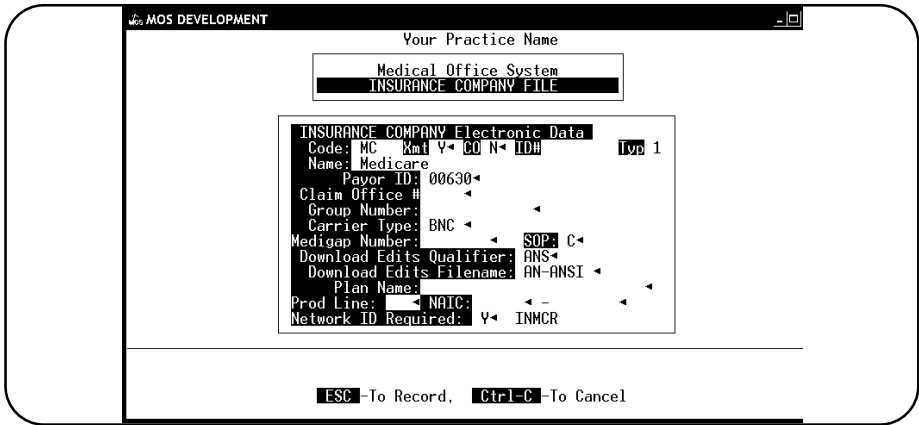 MOS DEVELOPMENT
Your Practice Name
Medical Office System
INSURANCE COMPANY FILE
INSURANCE COMPANY Electronic Data
Code: MC Xmt Y CO N ID# Typ 1
Name: Medicare
Payor ID: 00630
Claim Office #
Group Number:
Carrier Type: BNC
Medigap Number: SOP: C
Download Edits Qualifier: ANS
Download Edits Filename: AN-ANSI
Plan Name:
Prod Line: NAIC: -
Network ID Required: Y INMCR
ESC -To Record, Ctrl-C -To Cancel